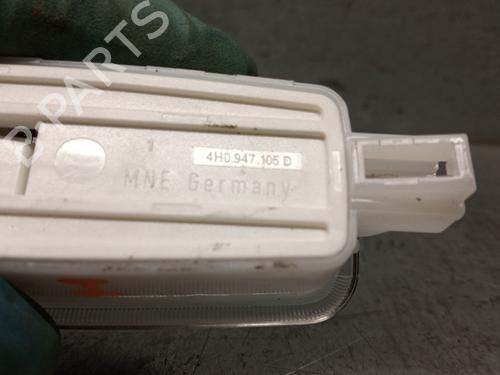 B-PARTS
1
4H0.947.105 D
MNE Germany